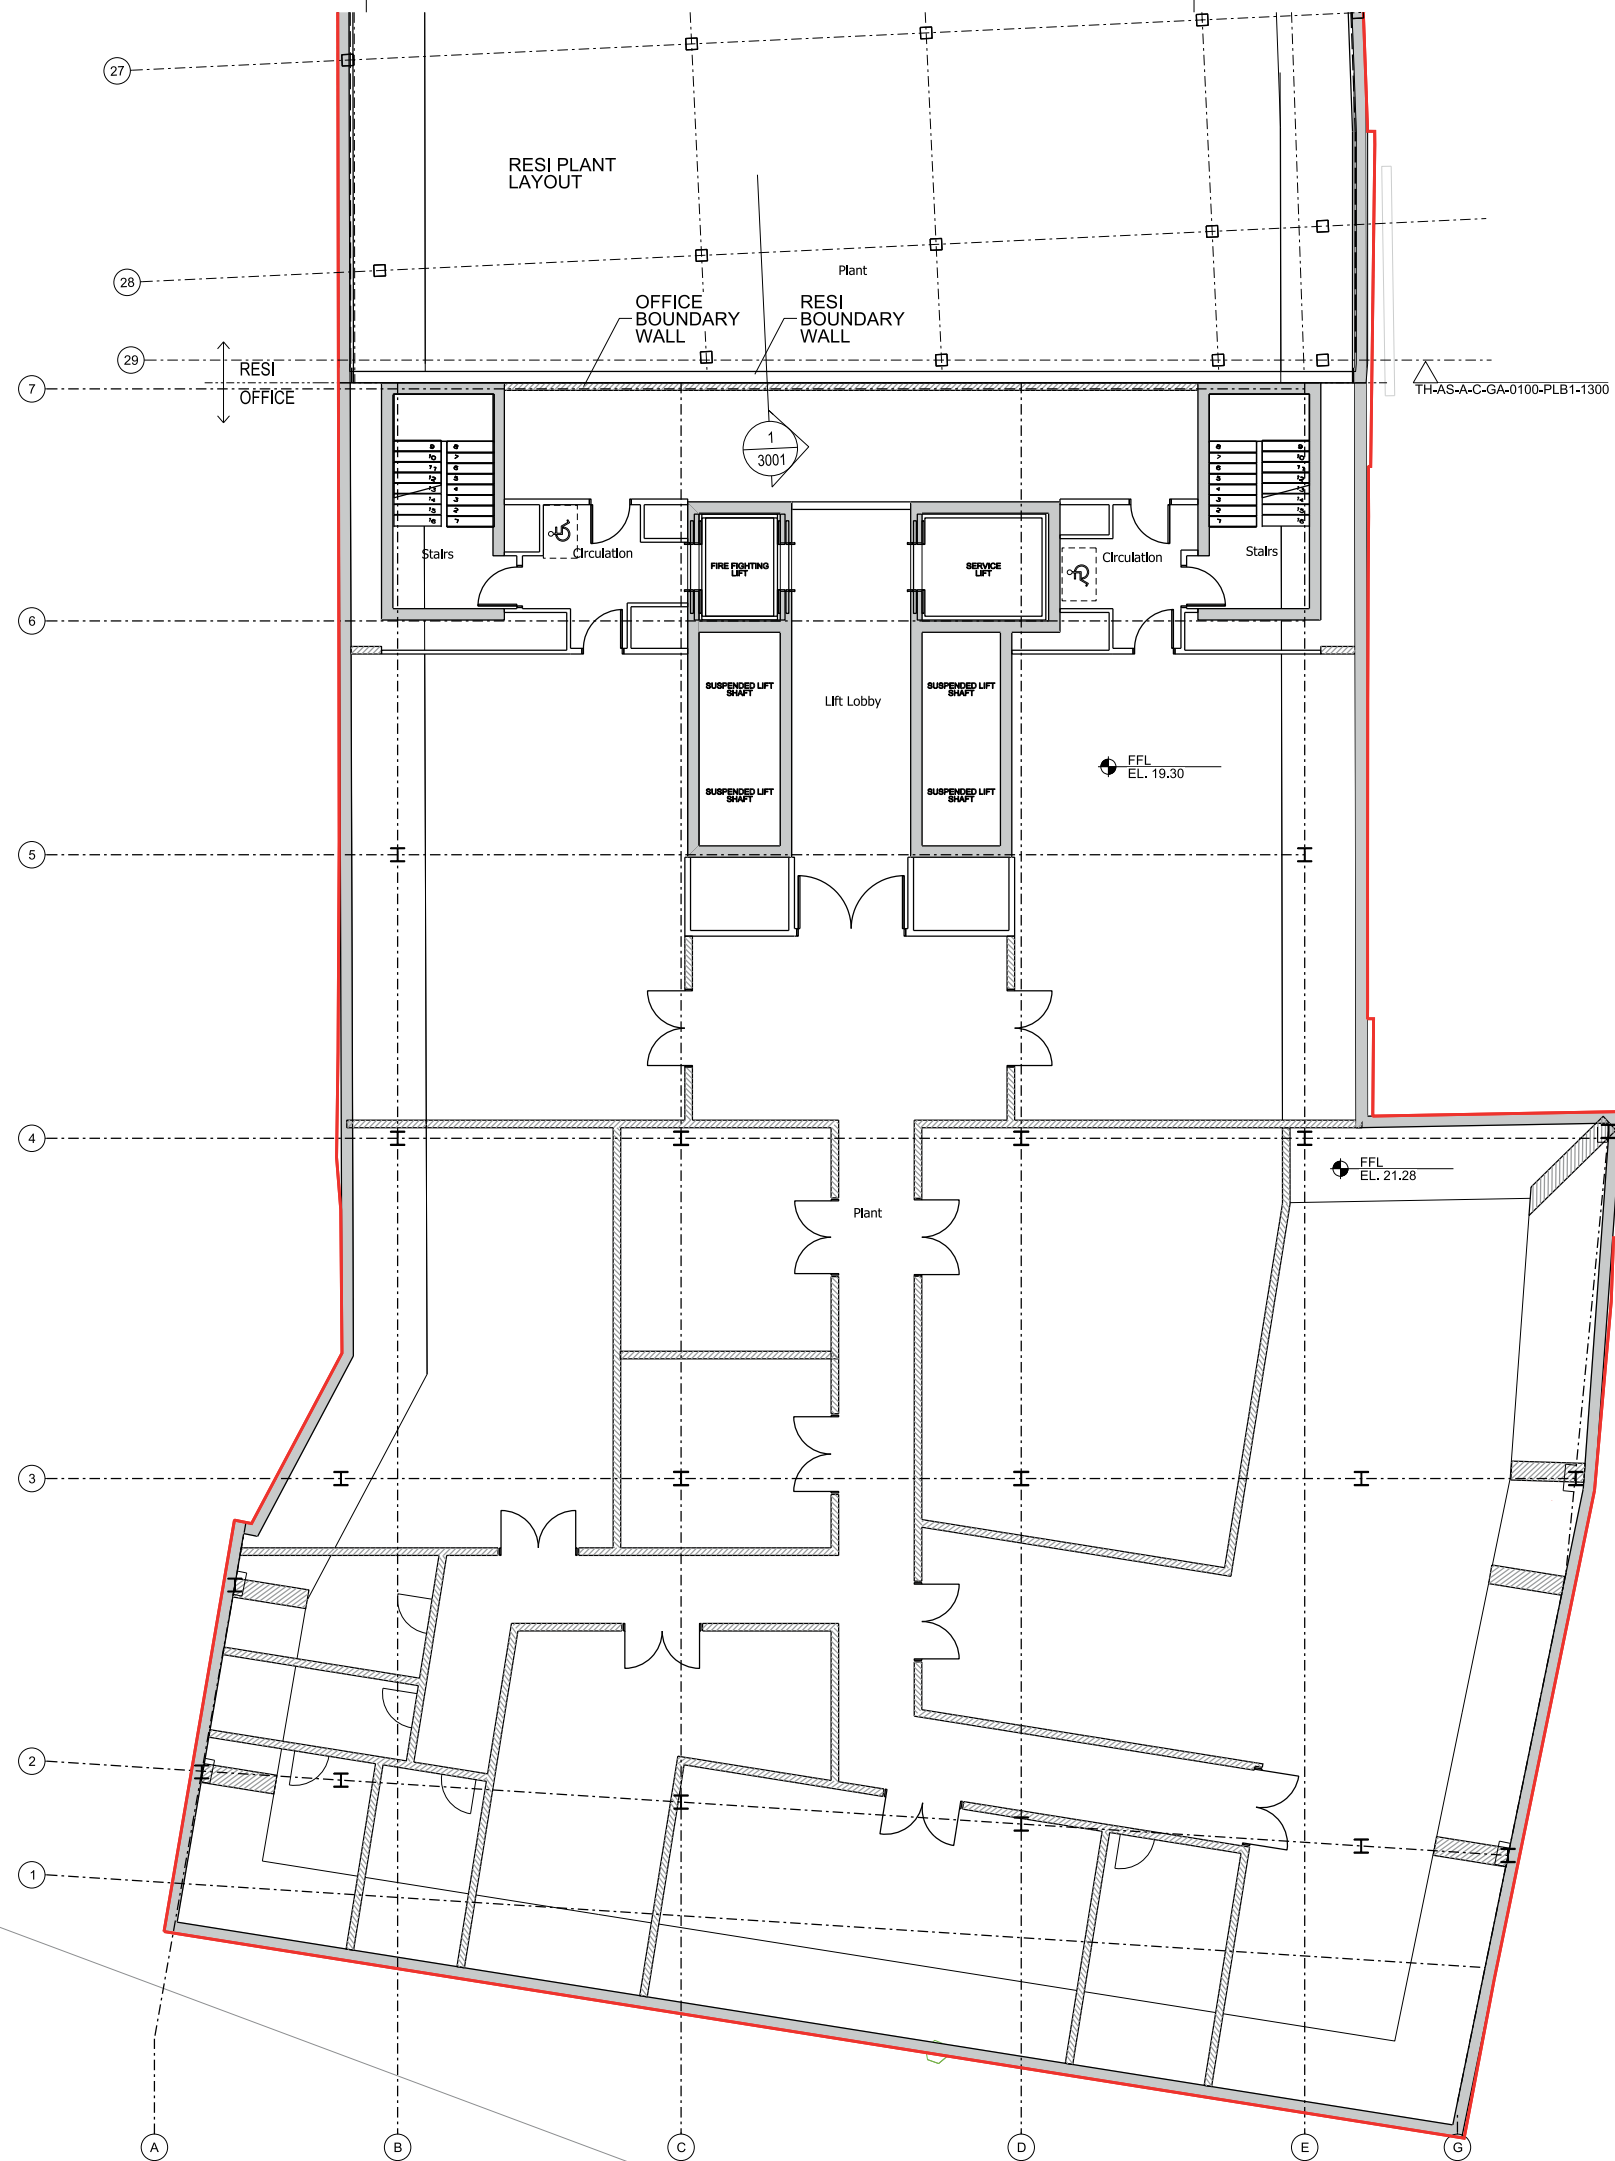 27
RESI PLANT
LAYOUT
28
Plant
OFFICE
BOUNDARY
WALL
RESI
BOUNDARY
WALL
29
RESI
7
OFFICE
TH-AS-A-C-GA-0100-PLB1-1300
1
3001
Stairs
Circulation
FIRE FIGHTING
LIFT
SERVICE
LIFT
Circulation
Stairs
6
SUSPENDED LIFT
SHAFT
Lift Lobby
SUSPENDED LIFT
SHAFT
FFL
EL. 19.30
SUSPENDED LIFT
SHAFT
SUSPENDED LIFT
SHAFT
5
4
FFL
EL. 21.28
Plant
3
2
1
A
B
C
D
E
G